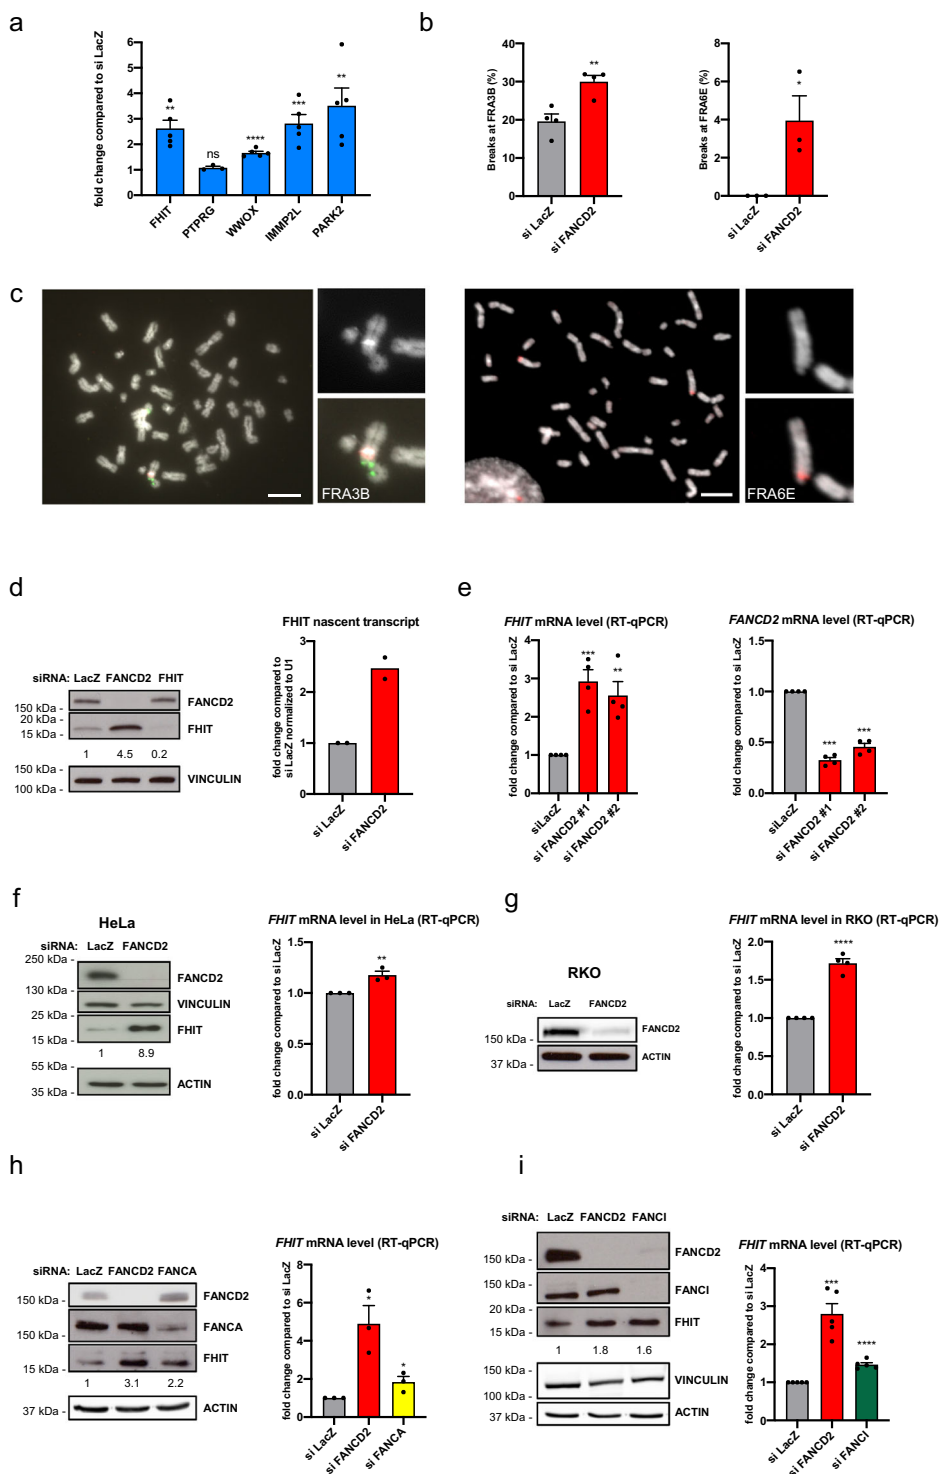 a
fold change compared to si LacZ
6
5
4
3
2
1
0
**
ns
****
***
**
FHIT
PTPRG
WWOX
IMMP2L
PARK2
b
Breaks at FRA3B (%)
40
30
20
10
0
**
si LacZ
si FANCD2
Breaks at FRA6E (%)
8
6
4
2
0
*
si LacZ
si FANCD2
c
FRA3B
FRA6E
d
siRNA: LacZ FANCD2 FHIT
150 kDa -
FANCD2
20 kDa -
15 kDa -
FHIT
1 4.5 0.2
150 kDa -
100 kDa -
VINCULIN
FHIT nascent transcript
fold change compared to
si LacZ normalized to U1
3
2
1
0
si LacZ
si FANCD2
e
FHIT mRNA level (RT-qPCR)
fold change compared to si LacZ
4
3
2
1
0
***
**
siLacZ
si FANCD2 #1
si FANCD2 #2
FANCD2 mRNA level (RT-qPCR)
fold change compared to si LacZ
1.5
1.0
0.5
0.0
***
***
siLacZ
si FANCD2 #1
si FANCD2 #2
f
HeLa
siRNA: LacZ FANCD2
250 kDa -
FANCD2
130 kDa -
VINCULIN
25 kDa -
FHIT
15 kDa -
1 8.9
55 kDa -
ACTIN
35 kDa -
FHIT mRNA level in HeLa (RT-qPCR)
fold change compared to si LacZ
1.5
1.0
0.5
0.0
**
si LacZ
si FANCD2
g
RKO
siRNA: LacZ FANCD2
FANCD2
150 kDa -
ACTIN
37 kDa -
FHIT mRNA level in RKO (RT-qPCR)
fold change compared to si LacZ
2.0
1.5
1.0
0.5
0.0
****
si LacZ
si FANCD2
h
siRNA: LacZ FANCD2 FANCA
150 kDa -
FANCD2
150 kDa -
FANCA
15 kDa -
FHIT
1 3.1 2.2
37 kDa -
ACTIN
FHIT mRNA level (RT-qPCR)
fold change compared to si LacZ
6
4
2
0
*
*
si LacZ
si FANCD2
si FANCA
i
siRNA: LacZ FANCD2 FANCI
150 kDa -
FANCD2
150 kDa -
FANCI
20 kDa -
15 kDa -
FHIT
1 1.8 1.6
150 kDa -
VINCULIN
100 kDa -
37 kDa -
ACTIN
FHIT mRNA level (RT-qPCR)
fold change compared to si LacZ
4
3
2
1
0
***
****
si LacZ
si FANCD2
si FANCI